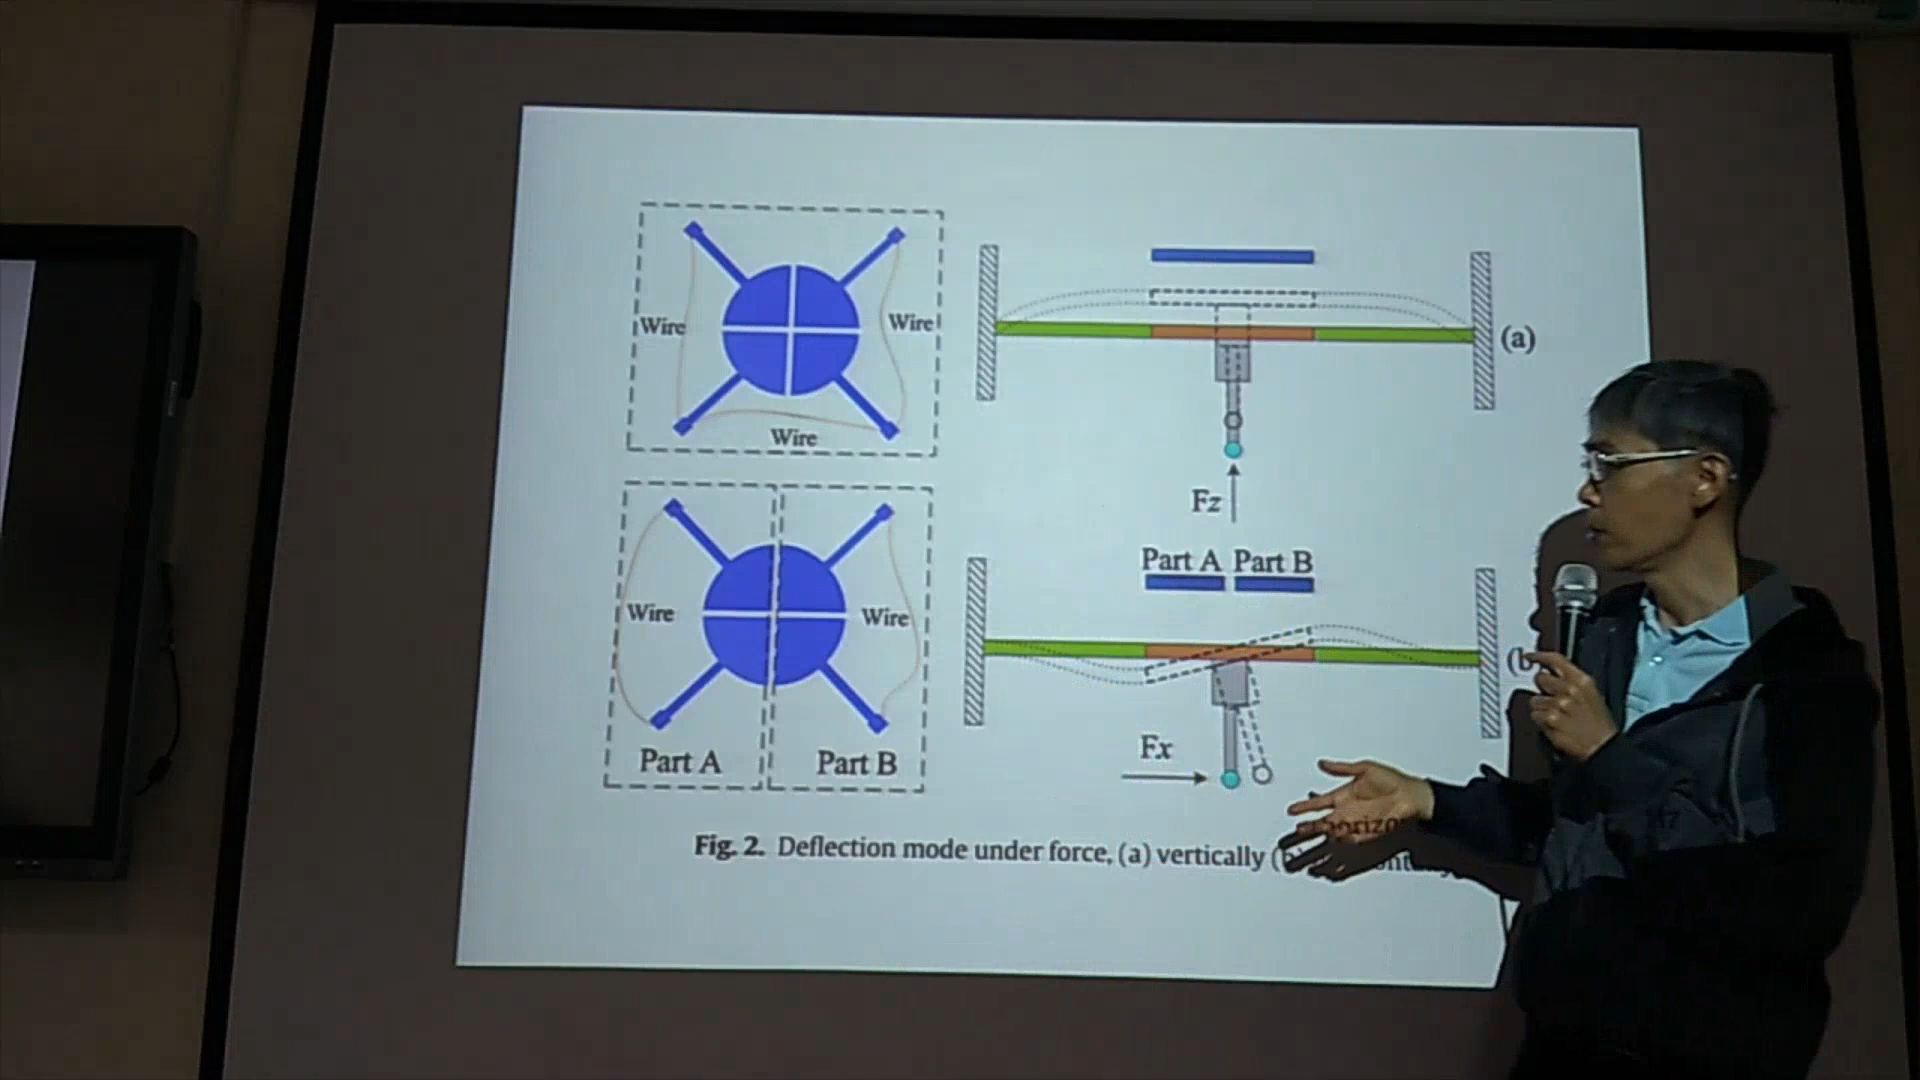 Wire
Wire
Wire
Fz
(a)
Wire
Wire
Part A
Part B
Part A Part B
Fx
(b
Fig. 2. Deflection mode under force, (a) vertically